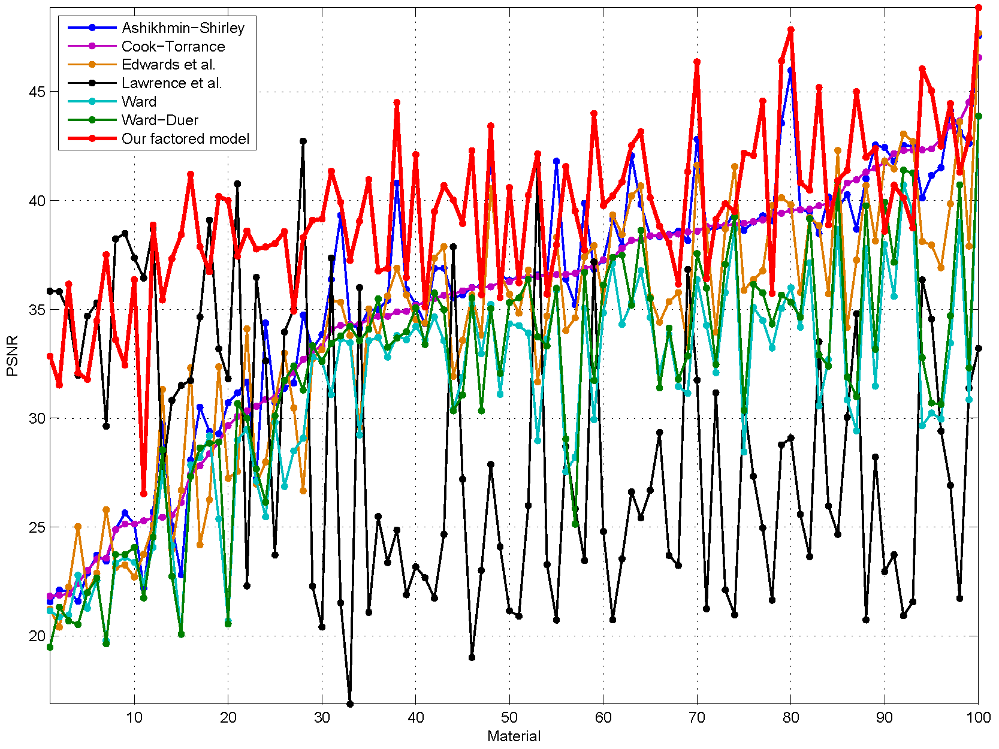 Ashikhmin−Shirley
Cook−Torrance
Edwards et al.
Lawrence et al.
Ward
Ward−Duer
Our factored model
45
40
35
30
25
20
PSNR
10 20 30 40 50 60 70 80 90 100
Material